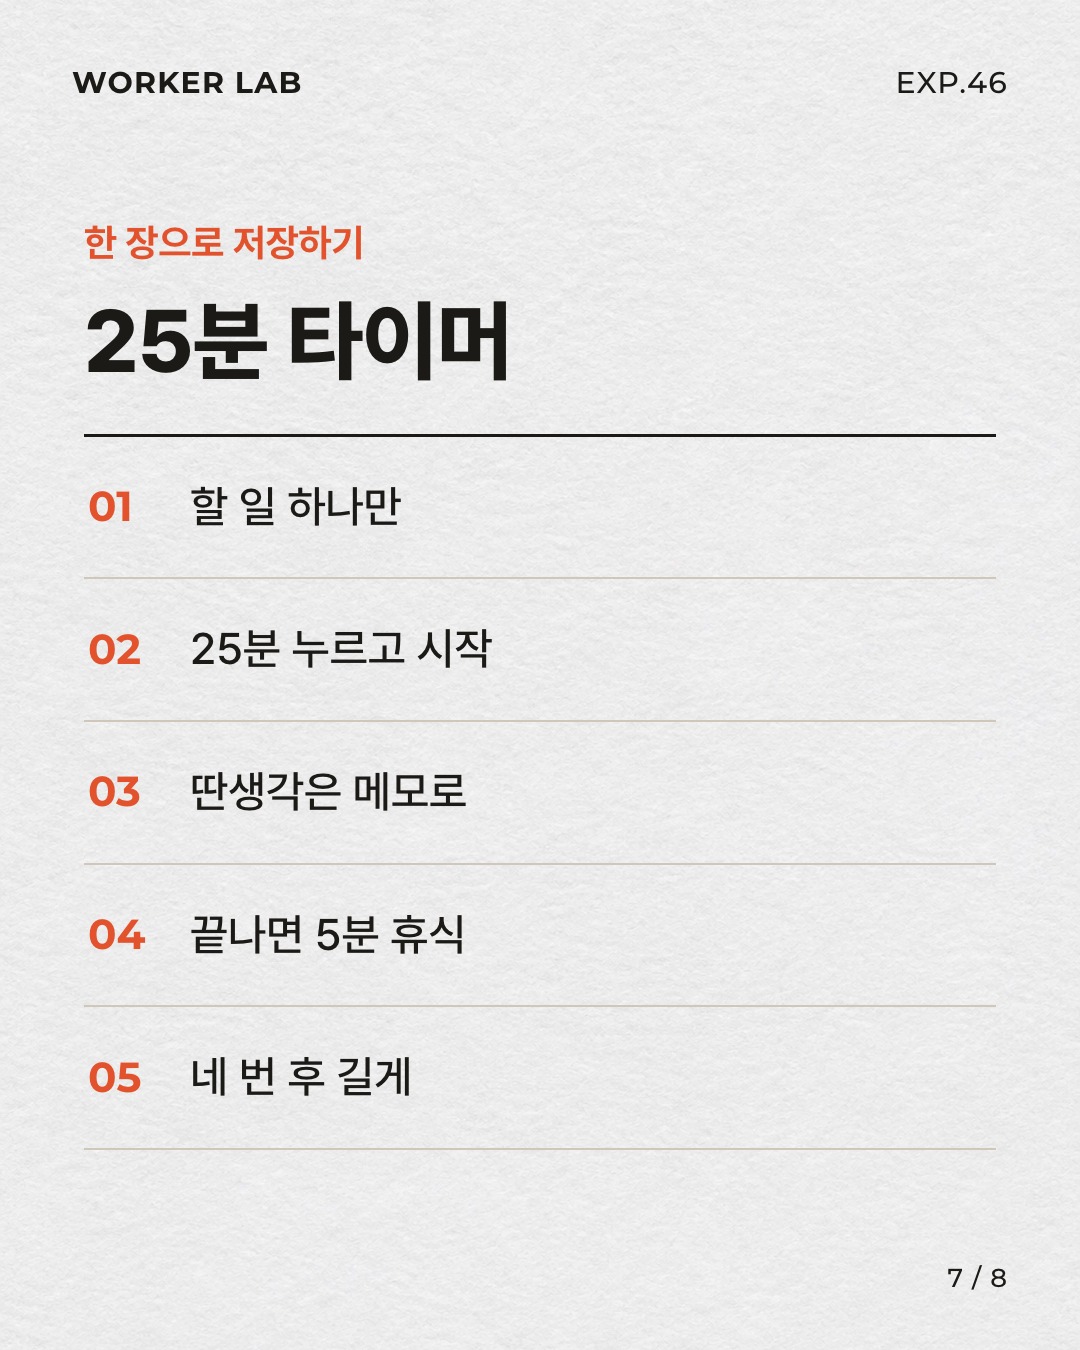 WORKER LAB
EXP.46
한 장으로 저장하기
25분 타이머
01 할 일 하나만
02 25분 누르고 시작
03 딴생각은 메모로
04 끝나면 5분 휴식
05 네 번 후 길게
7 / 8